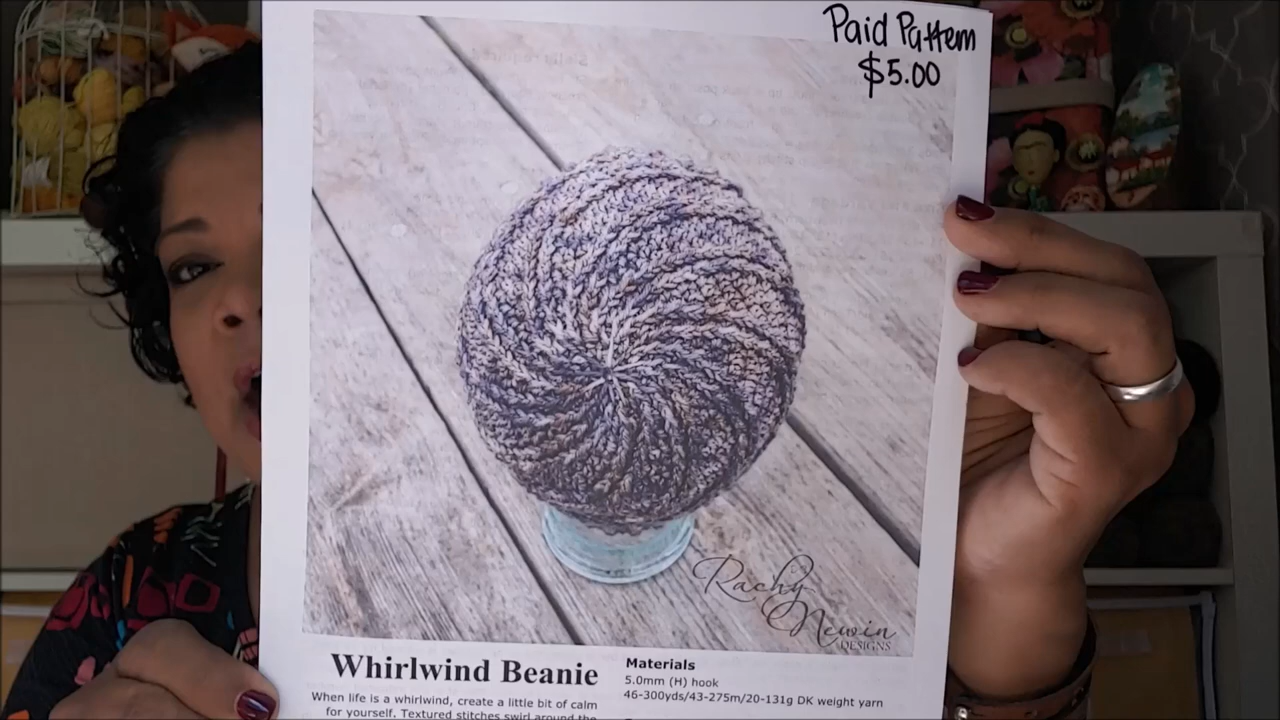 Paid Pattern
$5.00
Rachy
Newin
DESIGNS
Whirlwind Beanie
When life is a whirlwind, create a little bit of calm
for yourself. Textured stitches swirl around the
Materials
5.0mm (H) hook
46-300yds/43-275m/20-131g DK weight yarn